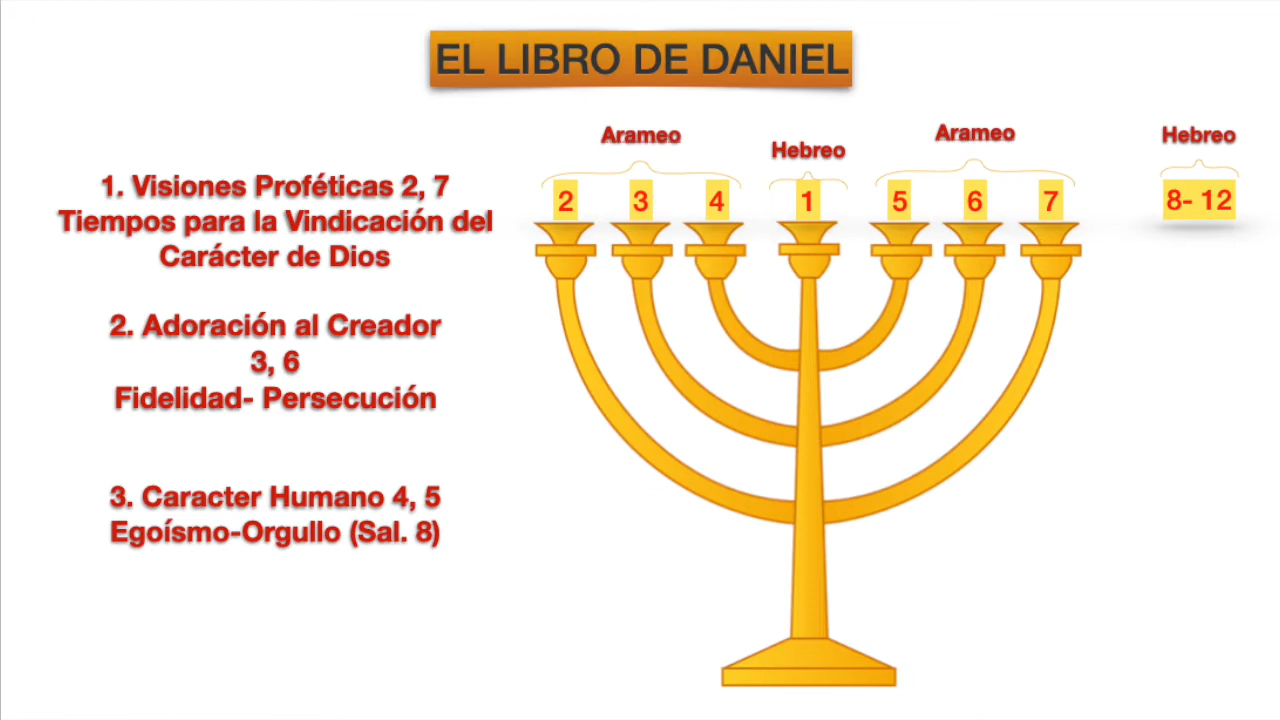 EL LIBRO DE DANIEL
1. Visiones Proféticas 2, 7
Tiempos para la Vindicación del
Carácter de Dios
2. Adoración al Creador
3, 6
Fidelidad- Persecución
3. Caracter Humano 4, 5
Egoísmo-Orgullo (Sal. 8)
Arameo
Hebreo
Arameo
Hebreo
2
3
4
1
5
6
7
8- 12